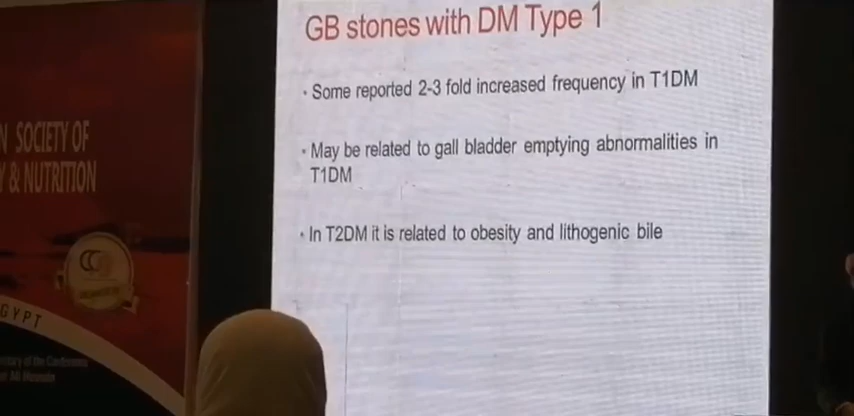 GB stones with DM Type 1
· Some reported 2-3 fold increased frequency in T1DM
· May be related to gall bladder emptying abnormalities in
T1DM
· In T2DM it is related to obesity and lithogenic bile
N SOCIETY OF
Y & NUTRITION
GYPT